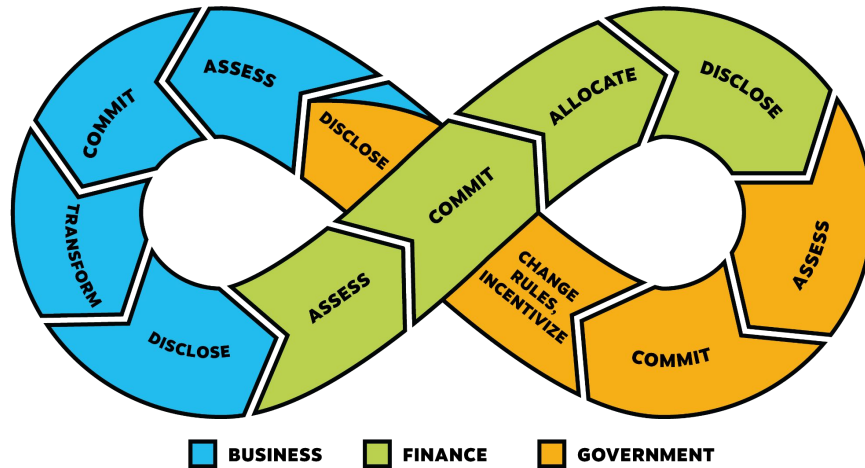 ASSESS
COMMIT
TRANSFORM
DISCLOSE
ASSESS
COMMIT
ALLOCATE
DISCLOSE
ASSESS
COMMIT
CHANGE
RULES,
INCENTIVIZE
DISCLOSE
BUSINESS
FINANCE
GOVERNMENT